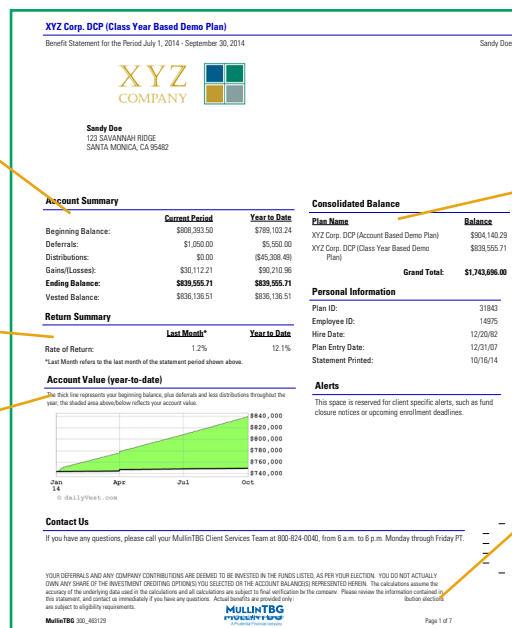 XYZ Corp. DCP (Class Year Based Demo Plan)
Benefit Statement for the Period July 1, 2014 - September 30, 2014 Sandy Doe
XYZ
COMPANY
Sandy Doe
123 SAVANNAH RIDGE
SANTA MONICA, CA 95482
Account Summary
Current Period Year to Date
Beginning Balance: $808,393.50 $789,103.24
Deferrals: $1,050.00 $5,550.00
Distributions: $0.00 ($45,308.49)
Gains/(Losses): $30,112.21 $90,210.96
Ending Balance: $839,555.71 $839,555.71
Vested Balance: $836,136.51 $836,136.51
Return Summary
Last Month* Year to Date
Rate of Return: 1.2% 12.1%
*Last Month refers to the last month of the statement period shown above.
Account Value (year-to-date)
The thick line represents your beginning balance, plus deferrals and less distributions throughout the
year; the shaded area above/below reflects your account value.
$840,000
$820,000
$800,000
$780,000
$760,000
$740,000
Jan Apr Jul Oct
14
© dailyVest.com
Consolidated Balance
Plan Name Balance
XYZ Corp. DCP (Account Based Demo Plan) $904,140.29
XYZ Corp. DCP (Class Year Based Demo $839,555.71
Plan)
Grand Total: $1,743,696.00
Personal Information
Plan ID: 31843
Employee ID: 14975
Hire Date: 12/20/82
Plan Entry Date: 12/31/07
Statement Printed: 10/16/14
Alerts
This space is reserved for client specific alerts, such as fund
closure notices or upcoming enrollment deadlines.
Contact Us
If you have any questions, please call your MullinTBG Client Services Team at 800-824-0040, from 6 a.m. to 6 p.m. Monday through Friday PT.
YOUR DEFERRALS AND ANY COMPANY CONTRIBUTIONS ARE DEEMED TO BE INVESTED IN THE FUNDS LISTED, AS PER YOUR ELECTION. YOU DO NOT ACTUALLY
OWN ANY SHARE OF THE INVESTMENT CREDITING OPTION(S) YOU SELECTED OR THE ACCOUNT BALANCE(S) REPRESENTED HEREIN. The calculations assume the
accuracy of the underlying data used in the calculations and all calculations are subject to final verification be the company. Please review the information contained in
this statement, and contact us immediately if you have any questions. Actual benefits are provided only bution elections
are subject to eligibility requirements.
MULLINTBG
A Prudential Financial company
MullinTBG 300_463129 Page 1 of 7